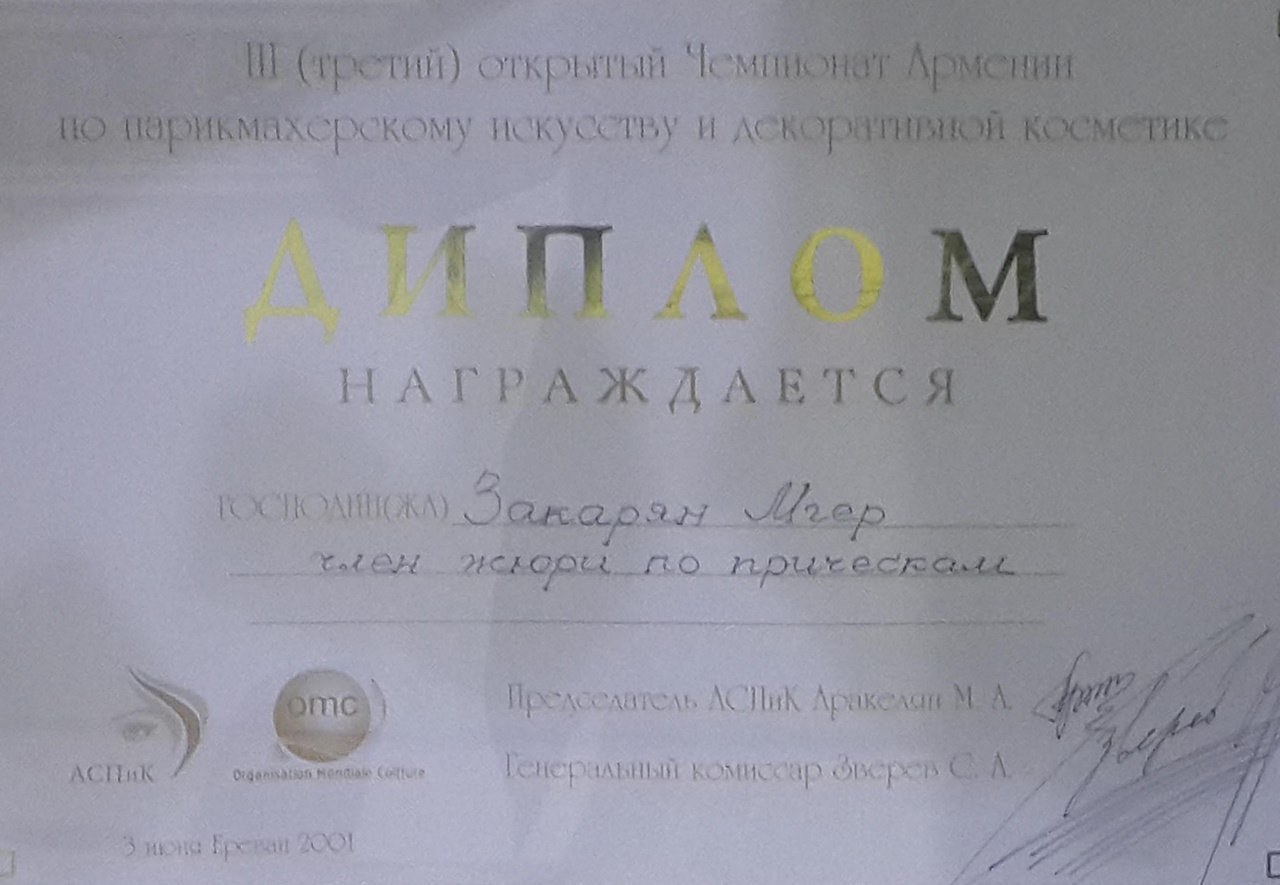 III (третий) открытый Чемпионат Армении
по парикмахерскому искусству и декоративной косметике
ДИПЛОМ
НАГРАЖДАЕТСЯ
ГОСПОДИН(ЖА) Закарян Мгер
член жюри по прическам
Председатель АСПиК Аракелян М. А.
Генеральный комиссар Зверев С. А.
Зверев
АСПиК
omc
Organisation Mondiale Coiffure
3 июня Ереван 2001